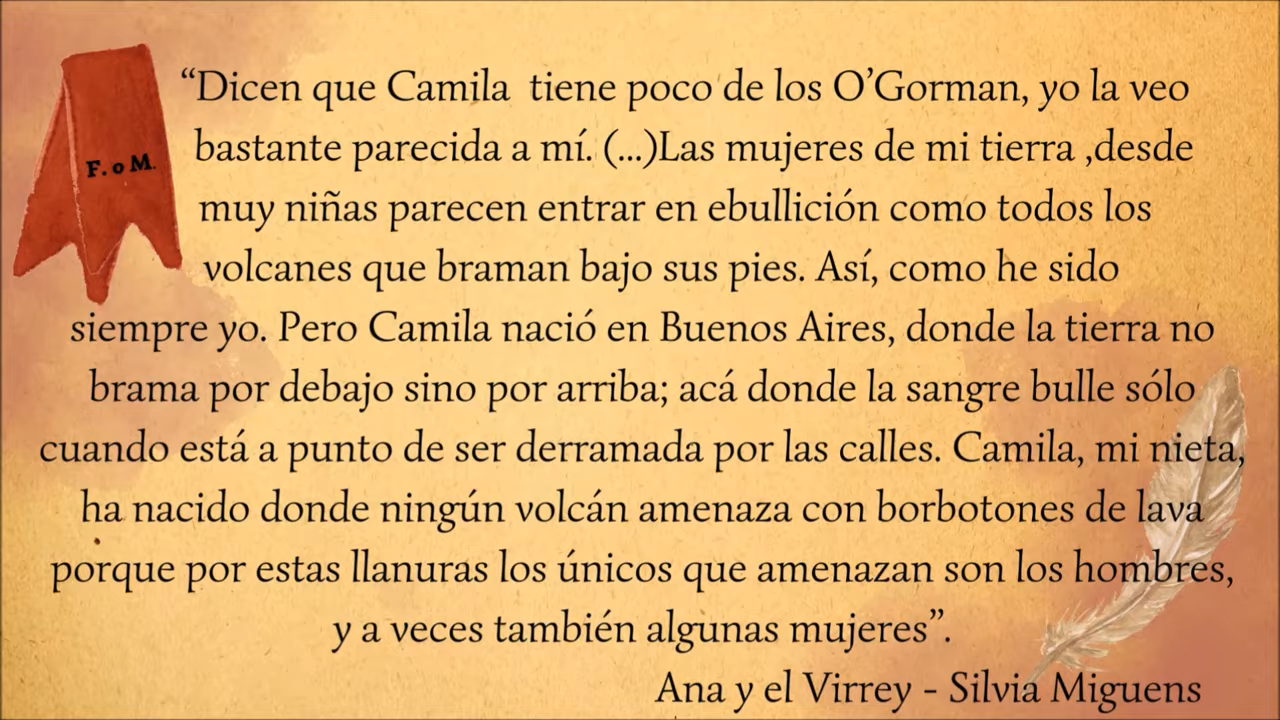 “Dicen que Camila tiene poco de los O’Gorman, yo la veo
bastante parecida a mí. (...)Las mujeres de mi tierra ,desde
muy niñas parecen entrar en ebullición como todos los
volcanes que braman bajo sus pies. Así, como he sido
siempre yo. Pero Camila nació en Buenos Aires, donde la tierra no
brama por debajo sino por arriba; acá donde la sangre bulle sólo
cuando está a punto de ser derramada por las calles. Camila, mi nieta,
ha nacido donde ningún volcán amenaza con borbotones de lava
porque por estas llanuras los únicos que amenazan son los hombres,
y a veces también algunas mujeres”.
Ana y el Virrey - Silvia Miguens
F. o M.